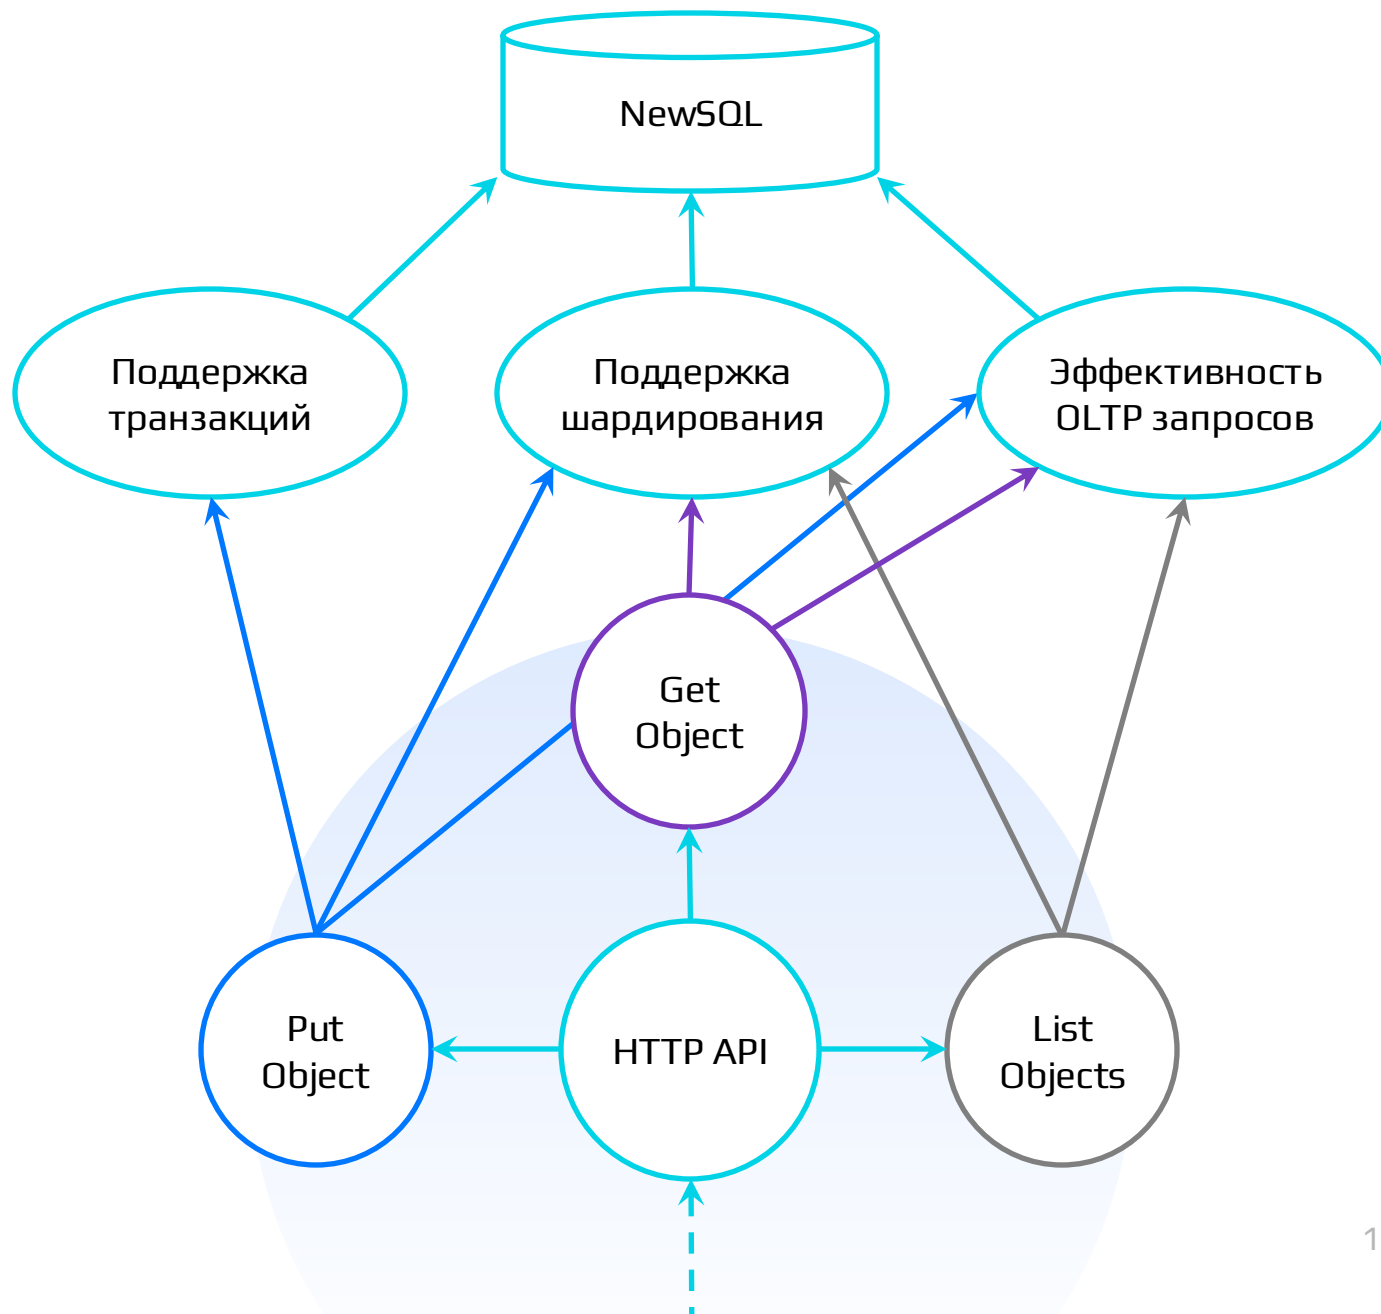 NewSQL
Поддержка
транзакций
Поддержка
шардирования
Эффективность
OLTP запросов
Get
Object
Put
Object
HTTP API
List
Objects
1